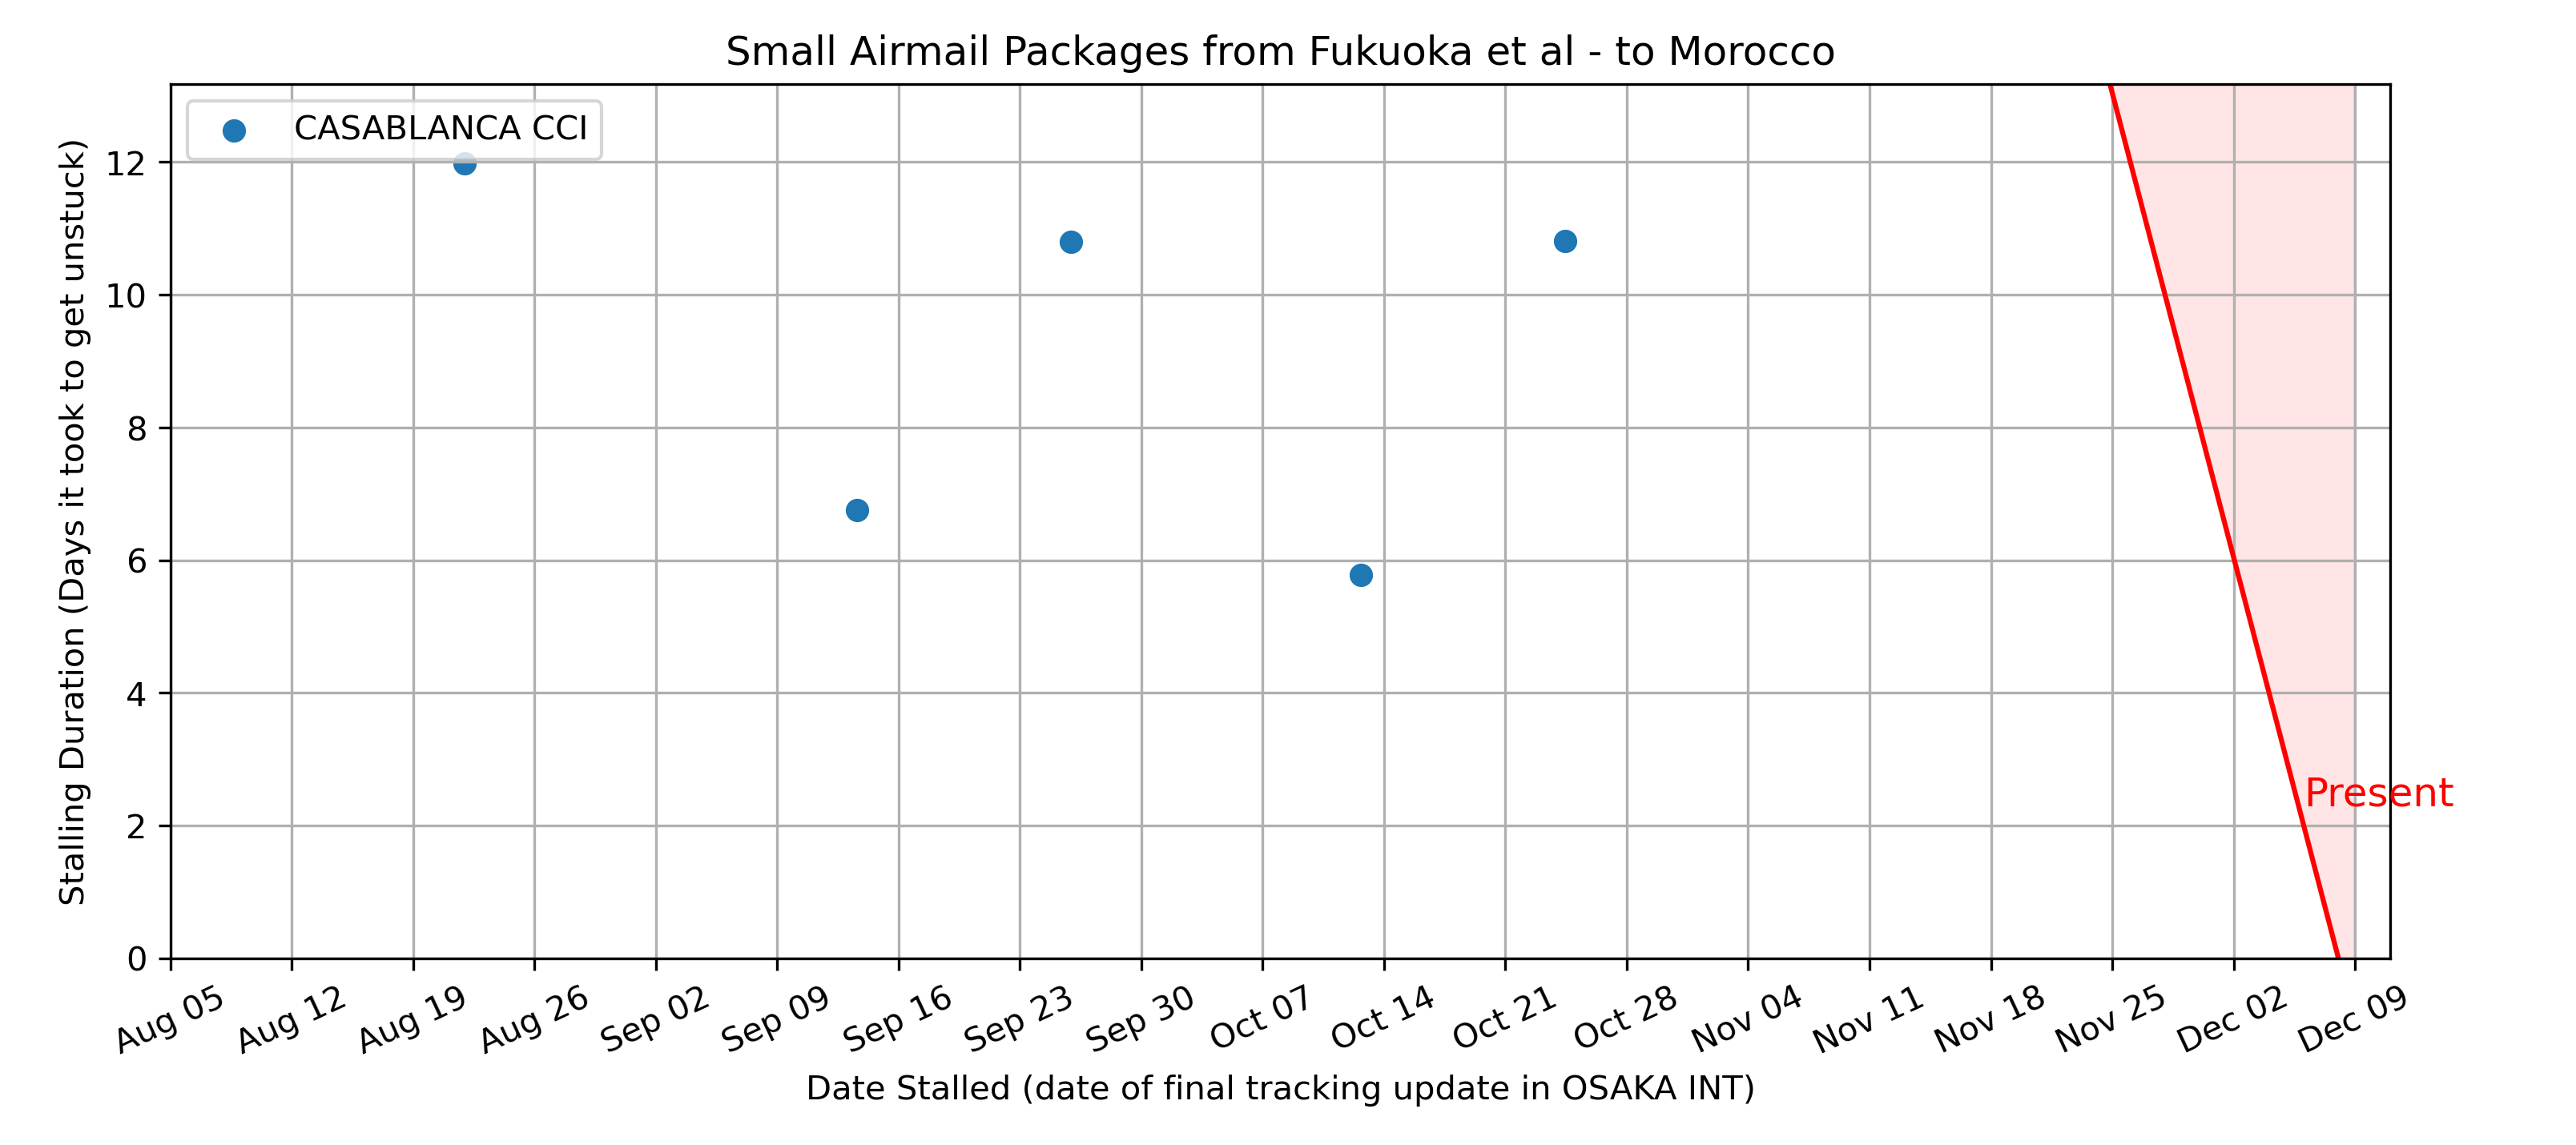 Small Airmail Packages from Fukuoka et al - to Morocco
CASABLANCA CCI
Stalling Duration (Days it took to get unstuck)
12
10
8
6
4
2
0
Present
Aug 05
Aug 12
Aug 19
Aug 26
Sep 02
Sep 09
Sep 16
Sep 23
Sep 30
Oct 07
Oct 14
Oct 21
Oct 28
Nov 04
Nov 11
Nov 18
Nov 25
Dec 02
Dec 09
Date Stalled (date of final tracking update in OSAKA INT)